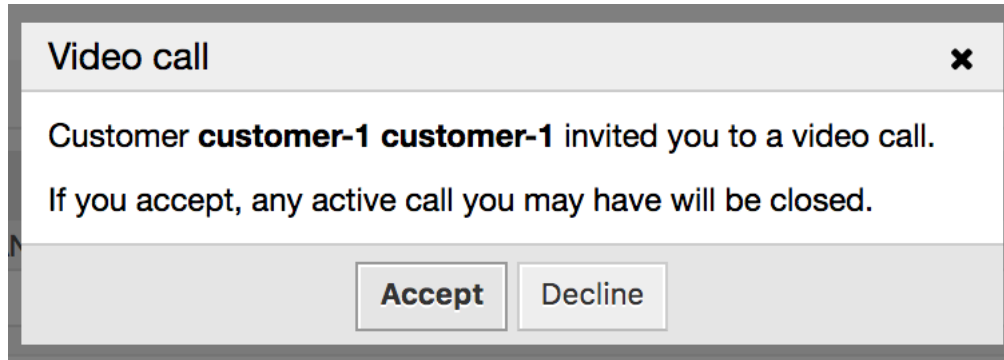 Video call
Customer customer-1 customer-1 invited you to a video call.
If you accept, any active call you may have will be closed.
Accept Decline